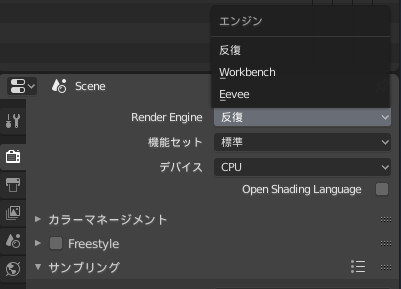 エンジン
反復
Workbench
Eevee
Scene
Render Engine 反復
機能セット 標準
デバイス CPU
Open Shading Language
カラーマネージメント
Freestyle
サンプリング